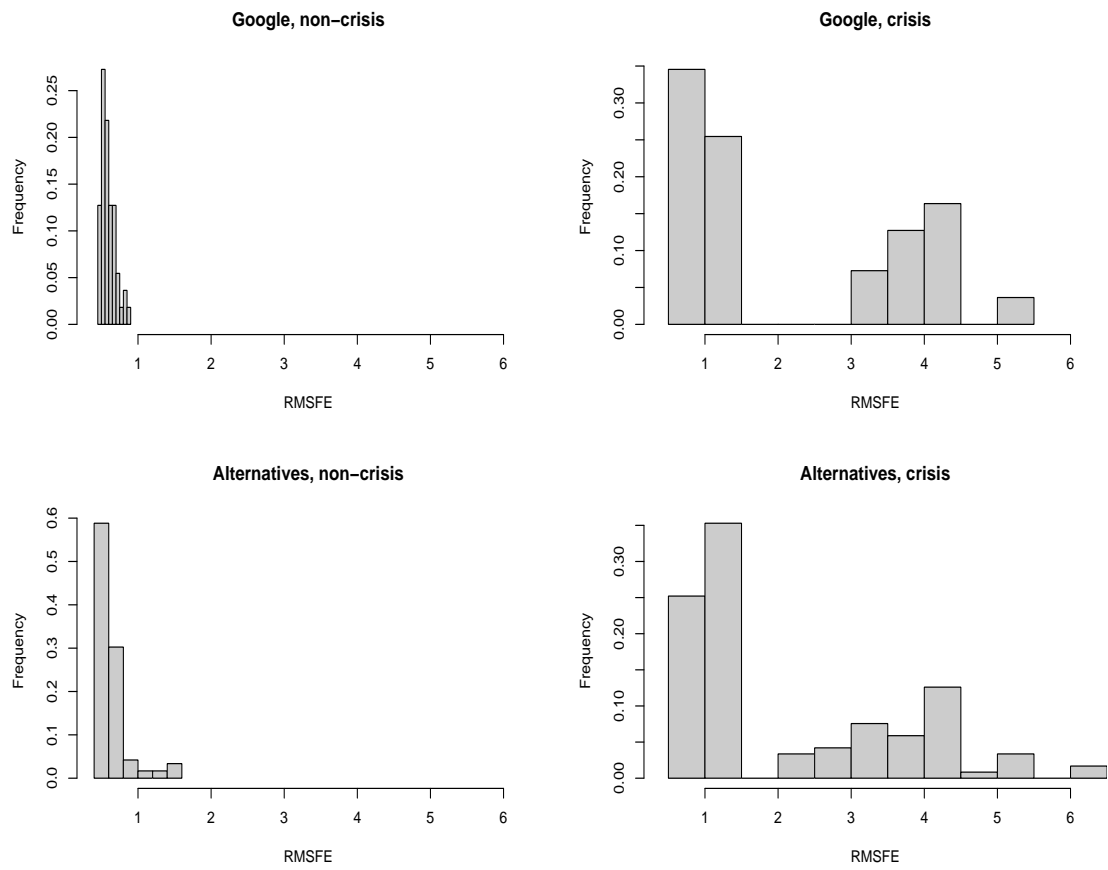 Google, non−crisis
Frequency
0.00 0.05 0.10 0.15 0.20 0.25
1 2 3 4 5 6
RMSFE
Google, crisis
Frequency
0.00 0.10 0.20 0.30
1 2 3 4 5 6
RMSFE
Alternatives, non−crisis
Frequency
0.0 0.1 0.2 0.3 0.4 0.5 0.6
1 2 3 4 5 6
RMSFE
Alternatives, crisis
Frequency
0.00 0.10 0.20 0.30
1 2 3 4 5 6
RMSFE